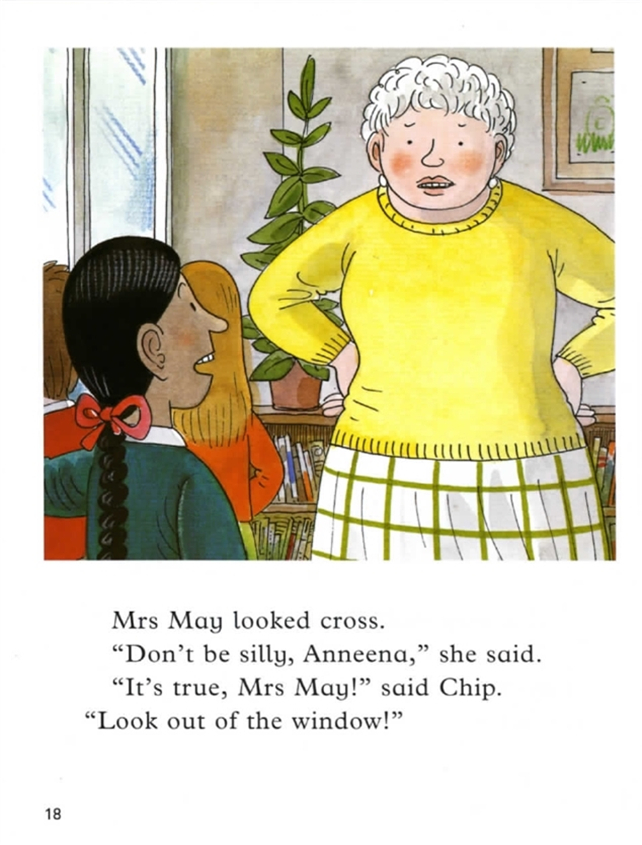 Mrs May looked cross.
“Don’t be silly, Anneena,” she said.
“It’s true, Mrs May!” said Chip.
“Look out of the window!”
18